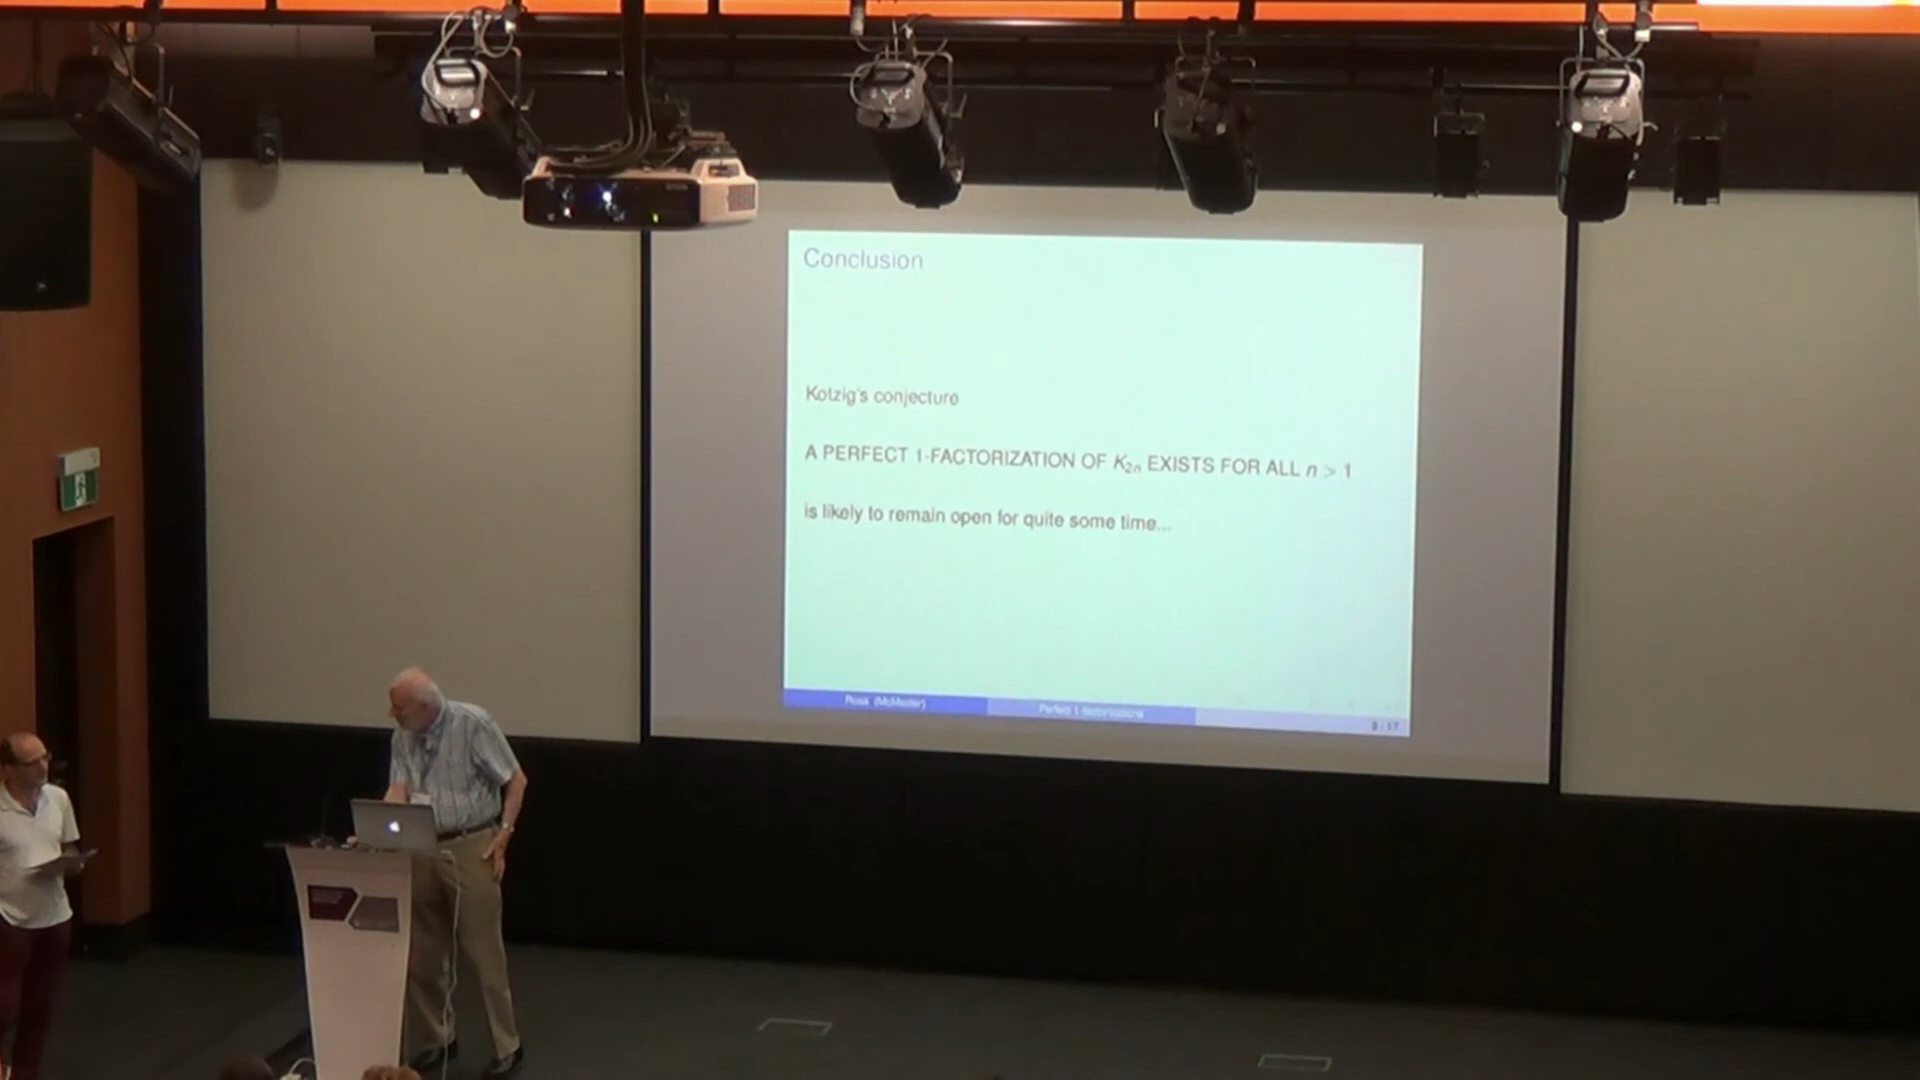 Conclusion
Kotzig's conjecture
A PERFECT 1-FACTORIZATION OF K2n EXISTS FOR ALL n > 1
is likely to remain open for quite some time...
Rosa (McMaster)
Perfect 1-factorizations